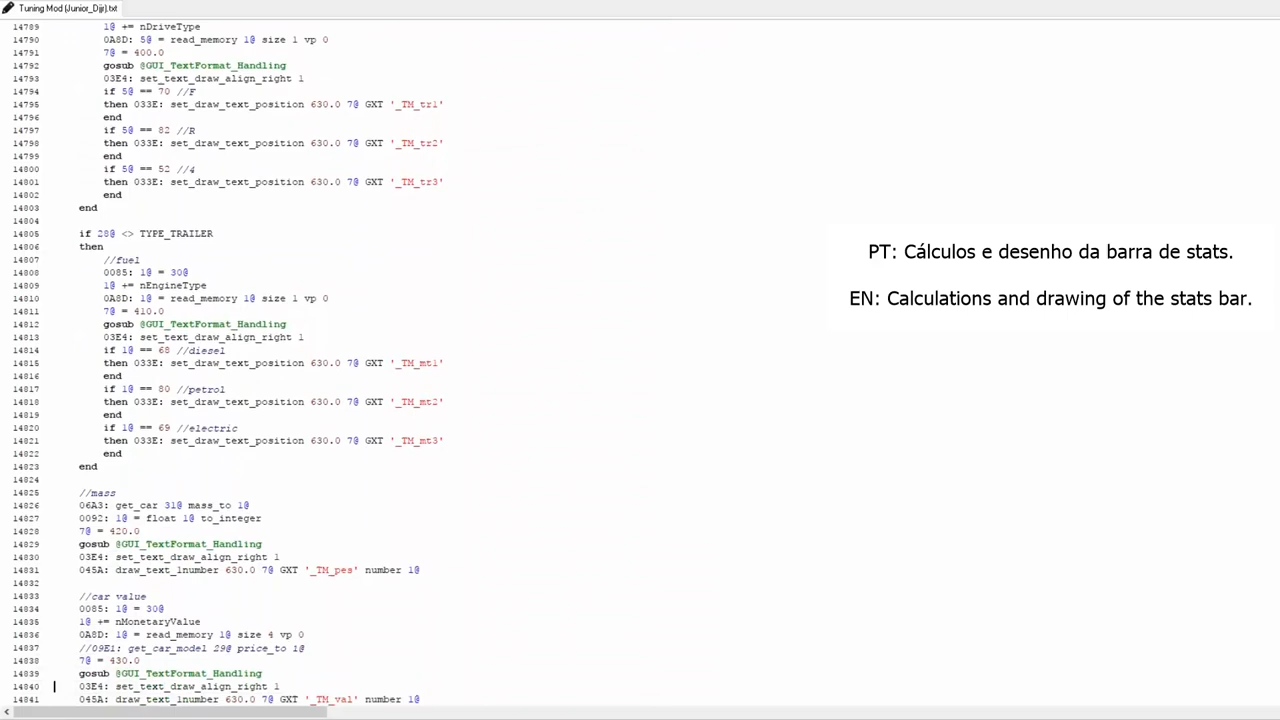 Tuning Mod (Junior_Djjr).txt
14789 1@ += nDriveType
14790 0A8D: 5@ = read_memory 1@ size 1 vp 0
14791 7@ = 400.0
14792 gosub @GUI_TextFormat_Handling
14793 03E4: set_text_draw_align_right 1
14794 if 5@ == 70 //F
14795 then 033E: set_draw_text_position 630.0 7@ GXT '_TM_tr1'
14796 end
14797 if 5@ == 82 //R
14798 then 033E: set_draw_text_position 630.0 7@ GXT '_TM_tr2'
14799 end
14800 if 5@ == 52 //4
14801 then 033E: set_draw_text_position 630.0 7@ GXT '_TM_tr3'
14802 end
14803 end
14804
14805 if 28@ <> TYPE_TRAILER
14806 then
14807 //fuel
14808 0085: 1@ = 30@
14809 1@ += nEngineType
14810 0A8D: 1@ = read_memory 1@ size 1 vp 0
14811 7@ = 410.0
14812 gosub @GUI_TextFormat_Handling
14813 03E4: set_text_draw_align_right 1
14814 if 1@ == 68 //diesel
14815 then 033E: set_draw_text_position 630.0 7@ GXT '_TM_mt1'
14816 end
14817 if 1@ == 80 //petrol
14818 then 033E: set_draw_text_position 630.0 7@ GXT '_TM_mt2'
14819 end
14820 if 1@ == 69 //electric
14821 then 033E: set_draw_text_position 630.0 7@ GXT '_TM_mt3'
14822 end
14823 end
14824
14825 //mass
14826 06A3: get_car 31@ mass_to 1@
14827 0092: 1@ = float 1@ to_integer
14828 7@ = 420.0
14829 gosub @GUI_TextFormat_Handling
14830 03E4: set_text_draw_align_right 1
14831 045A: draw_text_1number 630.0 7@ GXT '_TM_pes' number 1@
14832
14833 //car value
14834 0085: 1@ = 30@
14835 1@ += nMonetaryValue
14836 0A8D: 1@ = read_memory 1@ size 4 vp 0
14837 //09E1: get_car_model 29@ price_to 1@
14838 7@ = 430.0
14839 gosub @GUI_TextFormat_Handling
14840 03E4: set_text_draw_align_right 1
14841 045A: draw_text_1number 630.0 7@ GXT '_TM_val' number 1@
PT: Cálculos e desenho da barra de stats.
EN: Calculations and drawing of the stats bar.